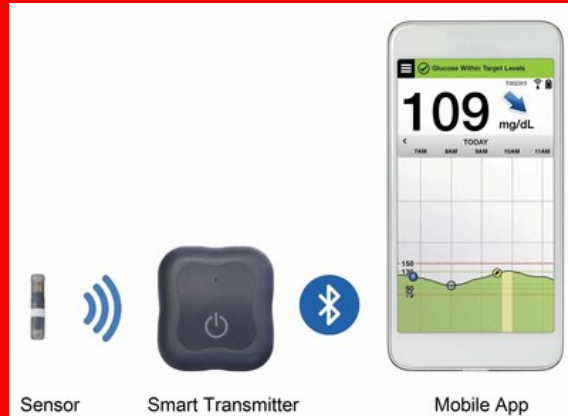 Glucose Within Target Levels
109
mg/dL
TODAY
7AM 8AM 9AM 10AM 11AM
150
130
90
75
Sensor
Smart Transmitter
Mobile App